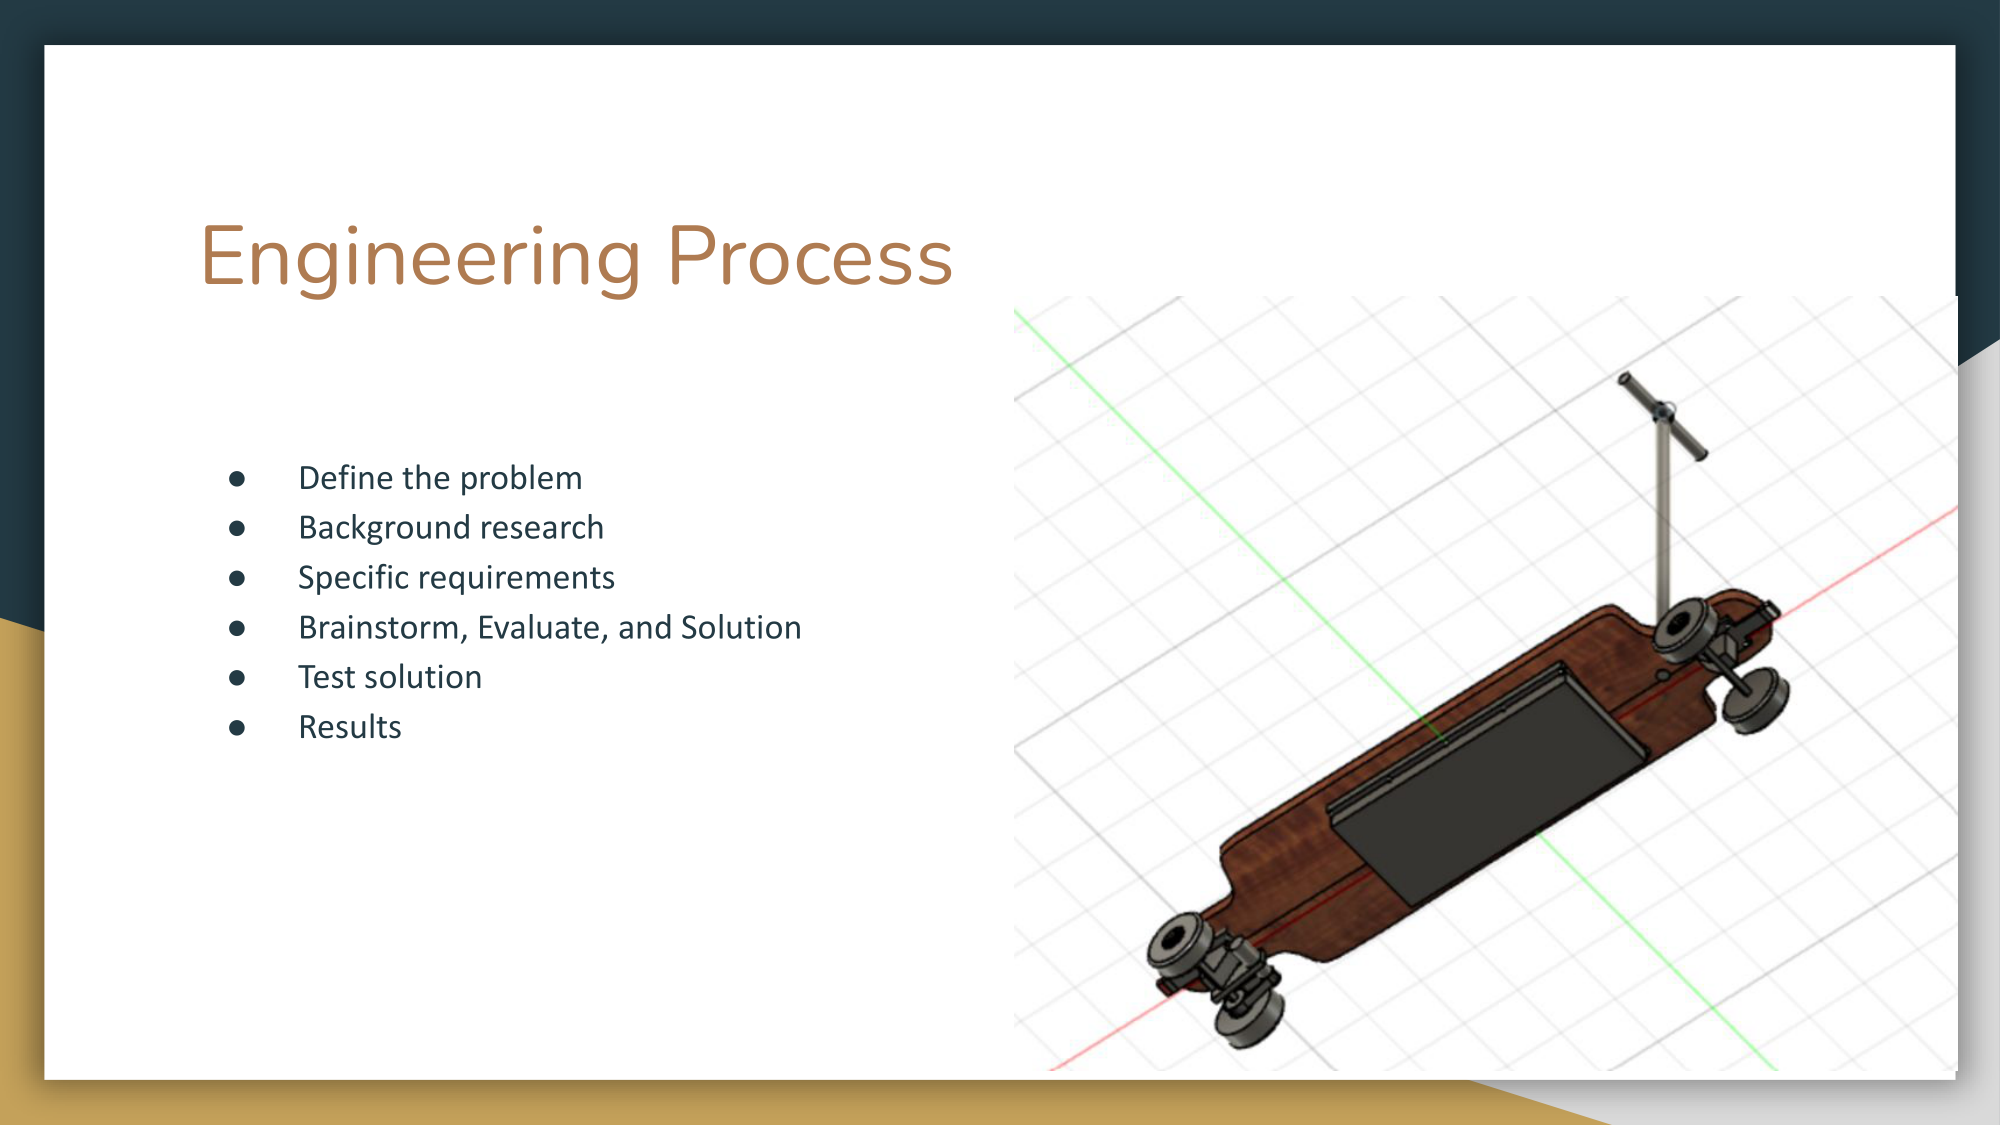 Engineering Process
● Define the problem
● Background research
● Specific requirements
● Brainstorm, Evaluate, and Solution
● Test solution
● Results